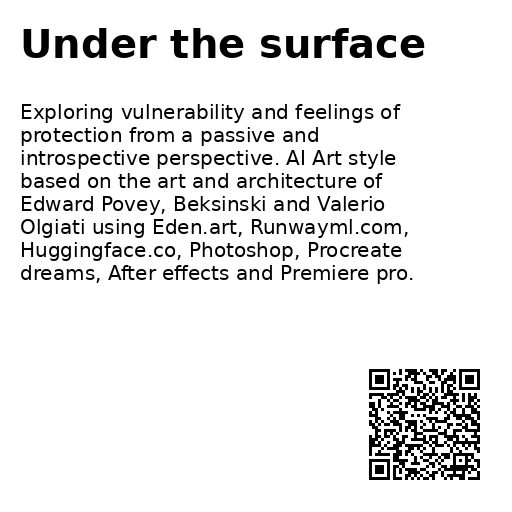 Under the surface
Exploring vulnerability and feelings of
protection from a passive and
introspective perspective. AI Art style
based on the art and architecture of
Edward Povey, Beksinski and Valerio
Olgiati using Eden.art, Runwayml.com,
Huggingface.co, Photoshop, Procreate
dreams, After effects and Premiere pro.